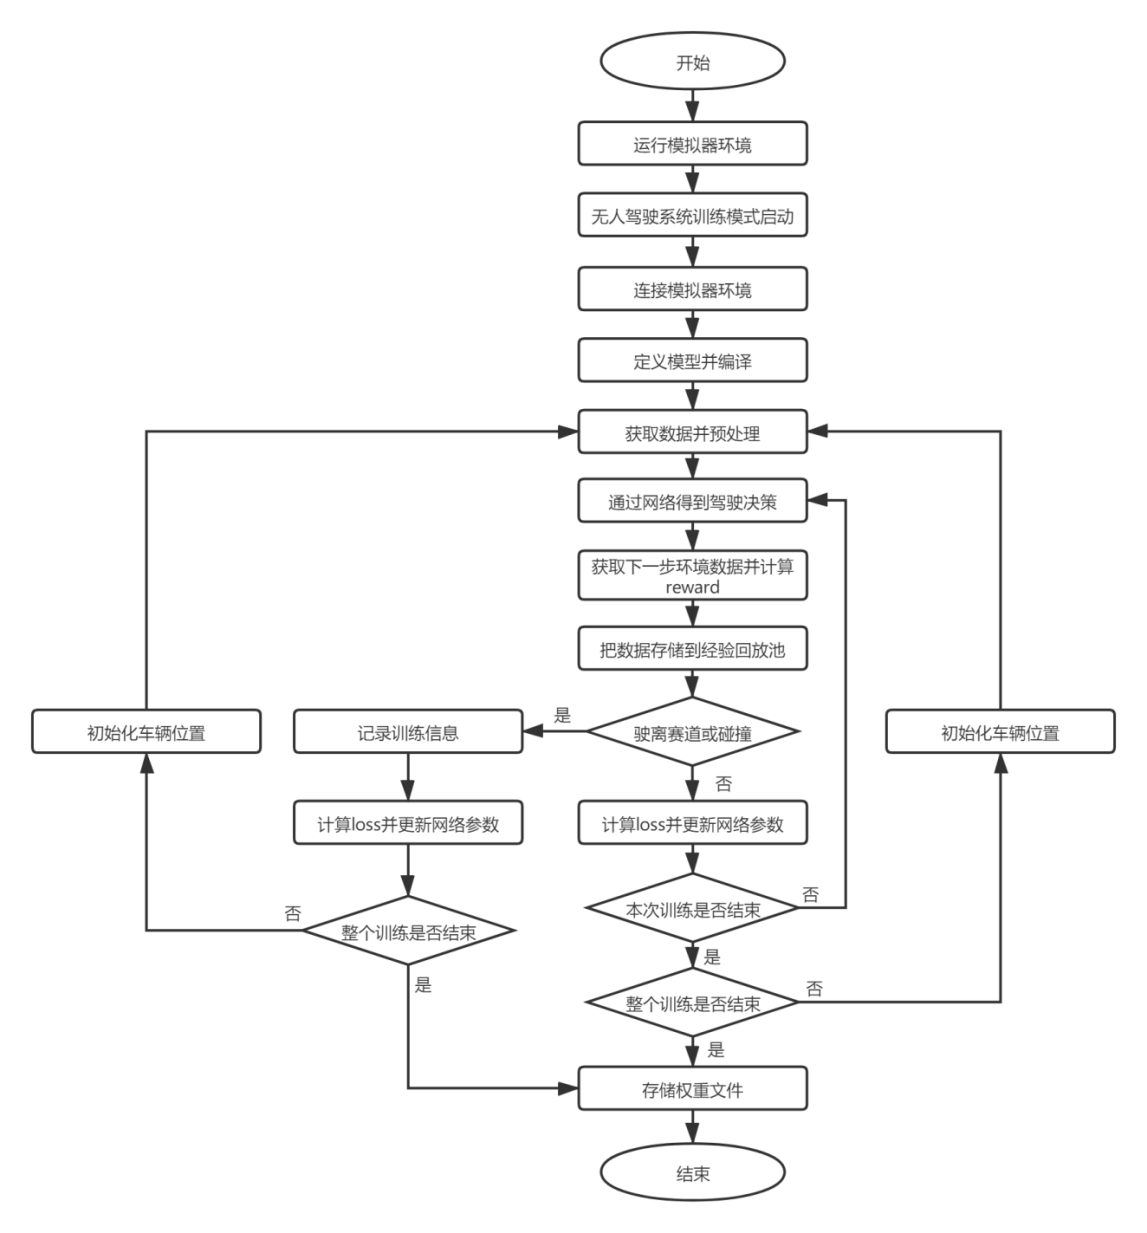 开始
运行模拟器环境
无人驾驶系统训练模式启动
连接模拟器环境
定义模型并编译
获取数据并预处理
通过网络得到驾驶决策
获取下一步环境数据并计算
reward
把数据存储到经验回放池
是
初始化车辆位置
记录训练信息
驶离赛道或碰撞
初始化车辆位置
否
计算loss并更新网络参数
计算loss并更新网络参数
否
本次训练是否结束
否
整个训练是否结束
是
是
否
整个训练是否结束
是
存储权重文件
结束